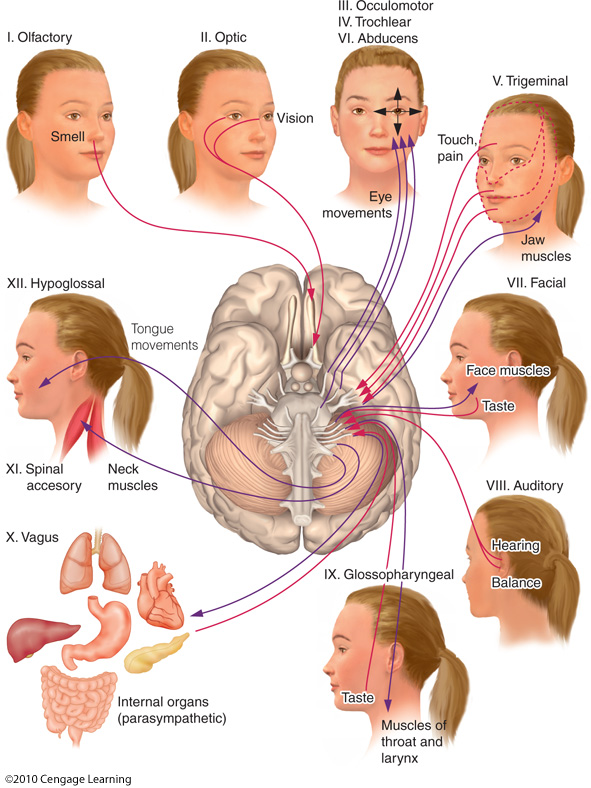 I. Olfactory
Smell
II. Optic
Vision
III. Occulomotor
IV. Trochlear
VI. Abducens
Eye
movements
V. Trigeminal
Touch,
pain
Jaw
muscles
XII. Hypoglossal
Tongue
movements
XI. Spinal
accesory
Neck
muscles
VII. Facial
Face muscles
Taste
VIII. Auditory
Hearing
Balance
X. Vagus
Internal organs
(parasympathetic)
IX. Glossopharyngeal
Taste
Muscles of
throat and
larynx
©2010 Cengage Learning